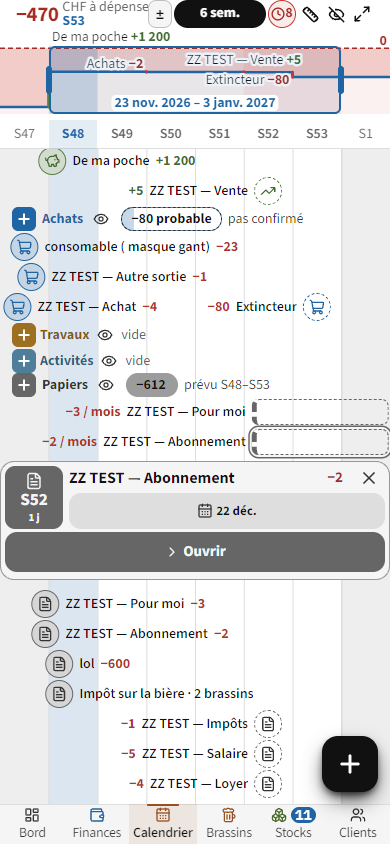 −470 CHF à dépenser
S53
±
6 sem.
8
De ma poche +1 200
0
Achats −2
ZZ TEST — Vente +5
Extincteur −80
23 nov. 2026 – 3 janv. 2027
S47 S48 S49 S50 S51 S52 S53 S1
De ma poche +1 200
+5 ZZ TEST — Vente
Achats −80 probable pas confirmé
consomable ( masque gant) −23
ZZ TEST — Autre sortie −1
ZZ TEST — Achat −4 −80 Extincteur
Travaux vide
Activités vide
Papiers −612 prévu S48–S53
−3 / mois ZZ TEST — Pour moi
−2 / mois ZZ TEST — Abonnement
ZZ TEST — Abonnement −2
S52
1 j
22 déc.
Ouvrir
ZZ TEST — Pour moi −3
ZZ TEST — Abonnement −2
lol −600
Impôt sur la bière · 2 brassins
−1 ZZ TEST — Impôts
−5 ZZ TEST — Salaire
−4 ZZ TEST — Loyer
11
Bord Finances Calendrier Brassins Stocks Clients